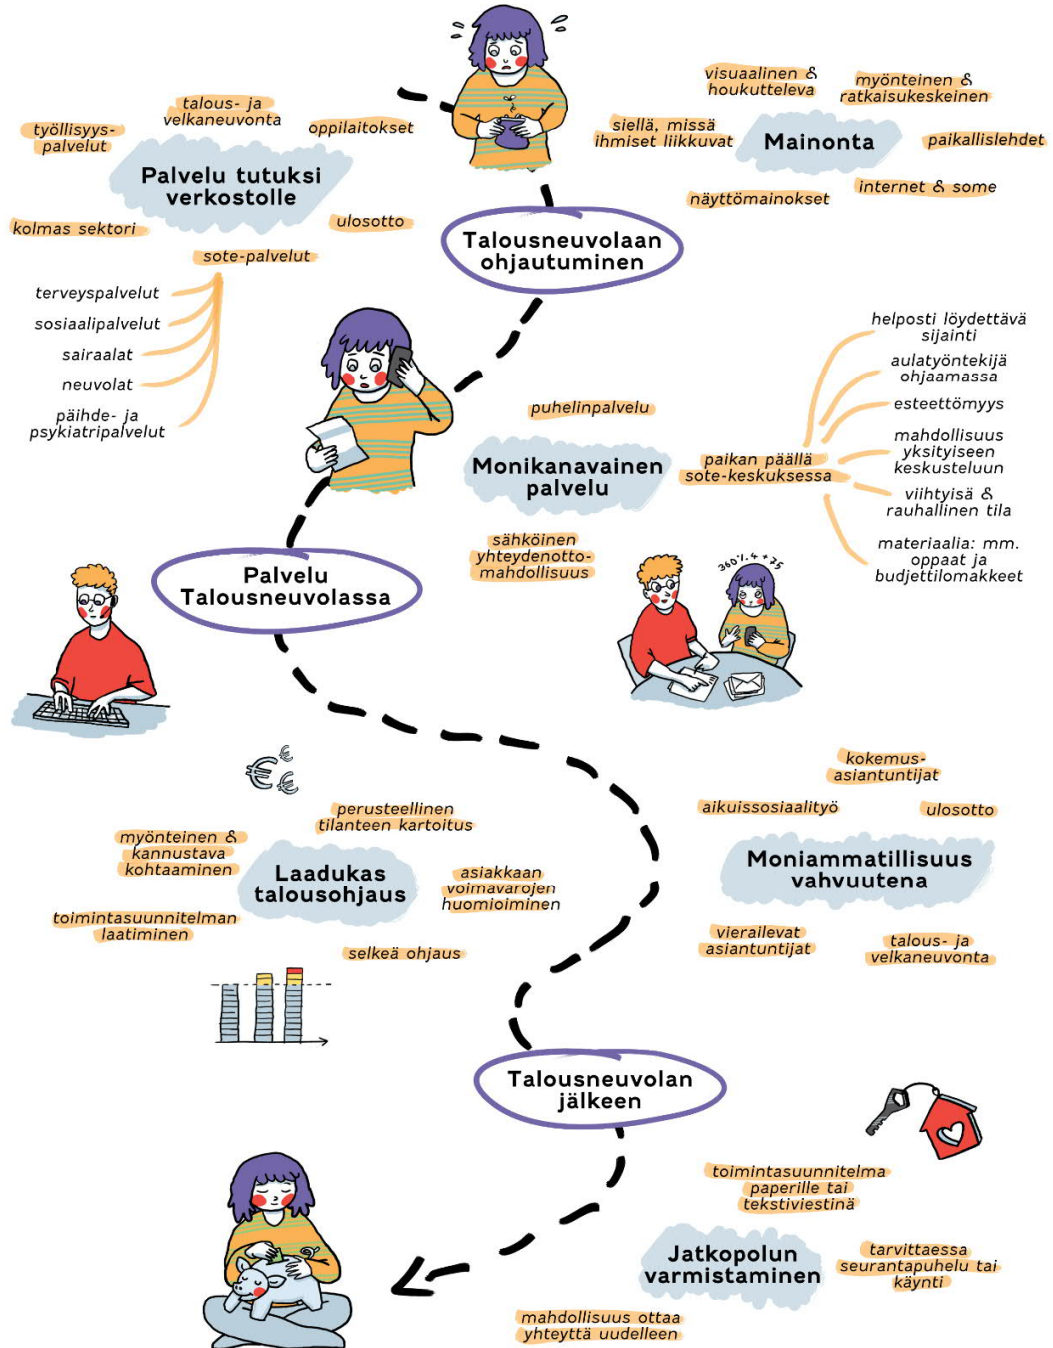 työllisyys-
palvelut
talous- ja
velkaneuvonta
oppilaitokset
Palvelu tutuksi
verkostolle
kolmas sektori
ulosotto
sote-palvelut
terveyspalvelut
sosiaalipalvelut
sairaalat
neuvolat
päihde- ja
psykiatripalvelut
visuaalinen &
houkutteleva
myönteinen &
ratkaisukeskeinen
siellä, missä
ihmiset liikkuvat
Mainonta
paikallislehdet
näyttömainokset
internet & some
Talousneuvolaan
ohjautuminen
puhelinpalvelu
Monikanavainen
palvelu
paikan päällä
sote-keskuksessa
sähköinen
yhteydenotto-
mahdollisuus
helposti löydettävä
sijainti
aulatyöntekijä
ohjaamassa
esteettömyys
mahdollisuus
yksityiseen
keskusteluun
viihtyisä &
rauhallinen tila
materiaalia: mm.
oppaat ja
budjettilomakkeet
Palvelu
Talousneuvolassa
360%4+75
€
€
€
perusteellinen
tilanteen kartoitus
myönteinen &
kannustava
kohtaaminen
Laadukas
talousohjaus
asiakkaan
voimavarojen
huomioiminen
toimintasuunnitelman
laatiminen
selkeä ohjaus
kokemus-
asiantuntijat
aikuissosiaalityö
ulosotto
Moniammatillisuus
vahvuutena
vierailevat
asiantuntijat
talous- ja
velkaneuvonta
Talousneuvolan
jälkeen
toimintasuunnitelma
paperille tai
tekstiviestinä
Jatkopolun
varmistaminen
tarvittaessa
seurantapuhelu tai
käynti
mahdollisuus ottaa
yhteyttä uudelleen